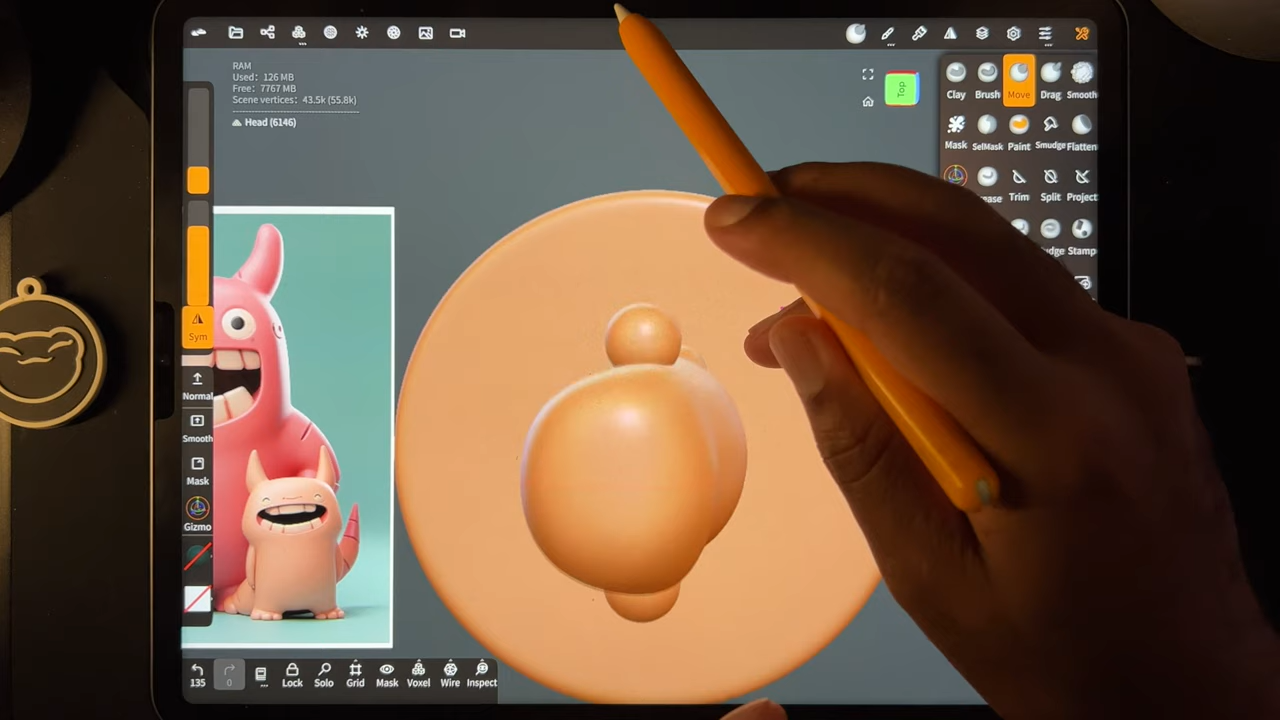 RAM
Used: 126 MB
Free: 7767 MB
Scene vertices: 43.5k (55.8k)
Head (6146)
Top
Clay Brush Move Drag Smooth
Mask SelMask Paint Smudge Flatten
Trim Split Project
Stamp
Sym
Normal
Smooth
Mask
Gizmo
135 0 Lock Solo Grid Mask Voxel Wire Inspect